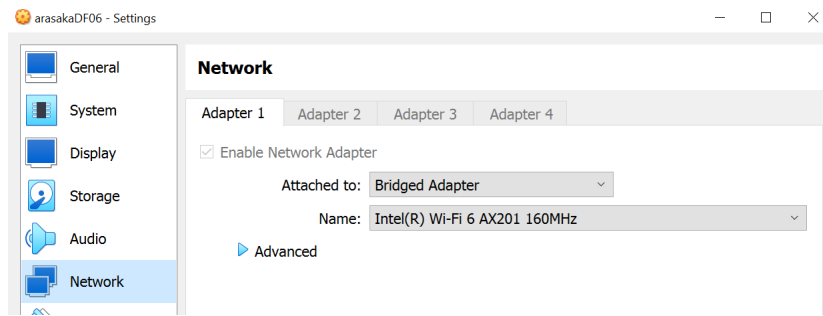 arasakaDF06 - Settings
General
System
Display
Storage
Audio
Network
Network
Adapter 1 Adapter 2 Adapter 3 Adapter 4
Enable Network Adapter
Attached to: Bridged Adapter
Name: Intel(R) Wi-Fi 6 AX201 160MHz
Advanced